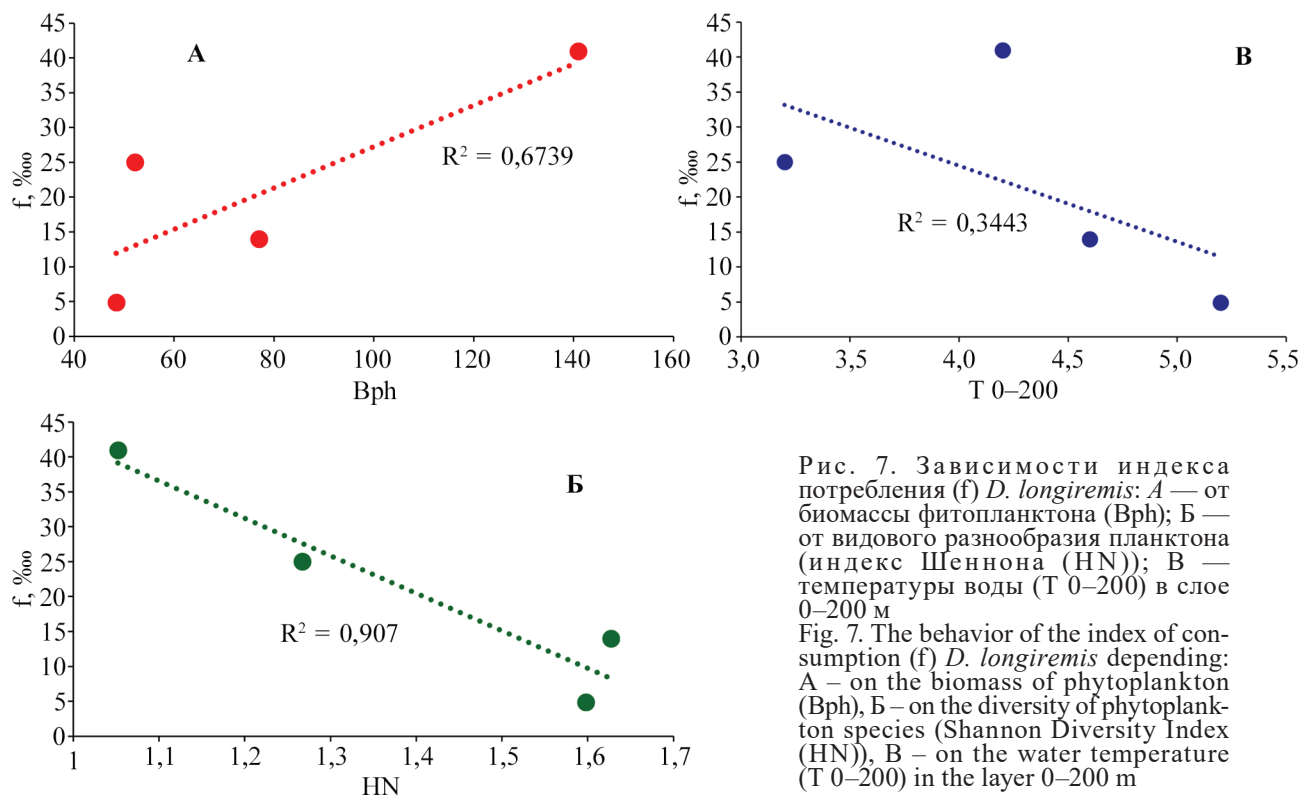 45
40
35
30
25
20
15
10
5
0
f, ‰
А
R² = 0,6739
40 60 80 100 120 140 160
Bph
45
40
35
30
25
20
15
10
5
0
f, ‰
В
R² = 0,3443
3,0 3,5 4,0 4,5 5,0 5,5
T 0–200
45
40
35
30
25
20
15
10
5
0
f, ‰
Б
R² = 0,907
1 1,1 1,2 1,3 1,4 1,5 1,6 1,7
HN
Рис. 7. Зависимости индекса
потребления (f) D. longiremis: А — от
биомассы фитопланктона (Bph); Б —
от видового разнообразия планктона
(индекс Шеннона (HN)); В —
температуры воды (Т 0–200) в слое
0–200 м
Fig. 7. The behavior of the index of con-
sumption (f) D. longiremis depending:
A – on the biomass of phytoplankton
(Bph), Б – on the diversity of phytoplank-
ton species (Shannon Diversity Index
(HN)), B – on the water temperature
(T 0–200) in the layer 0–200 m